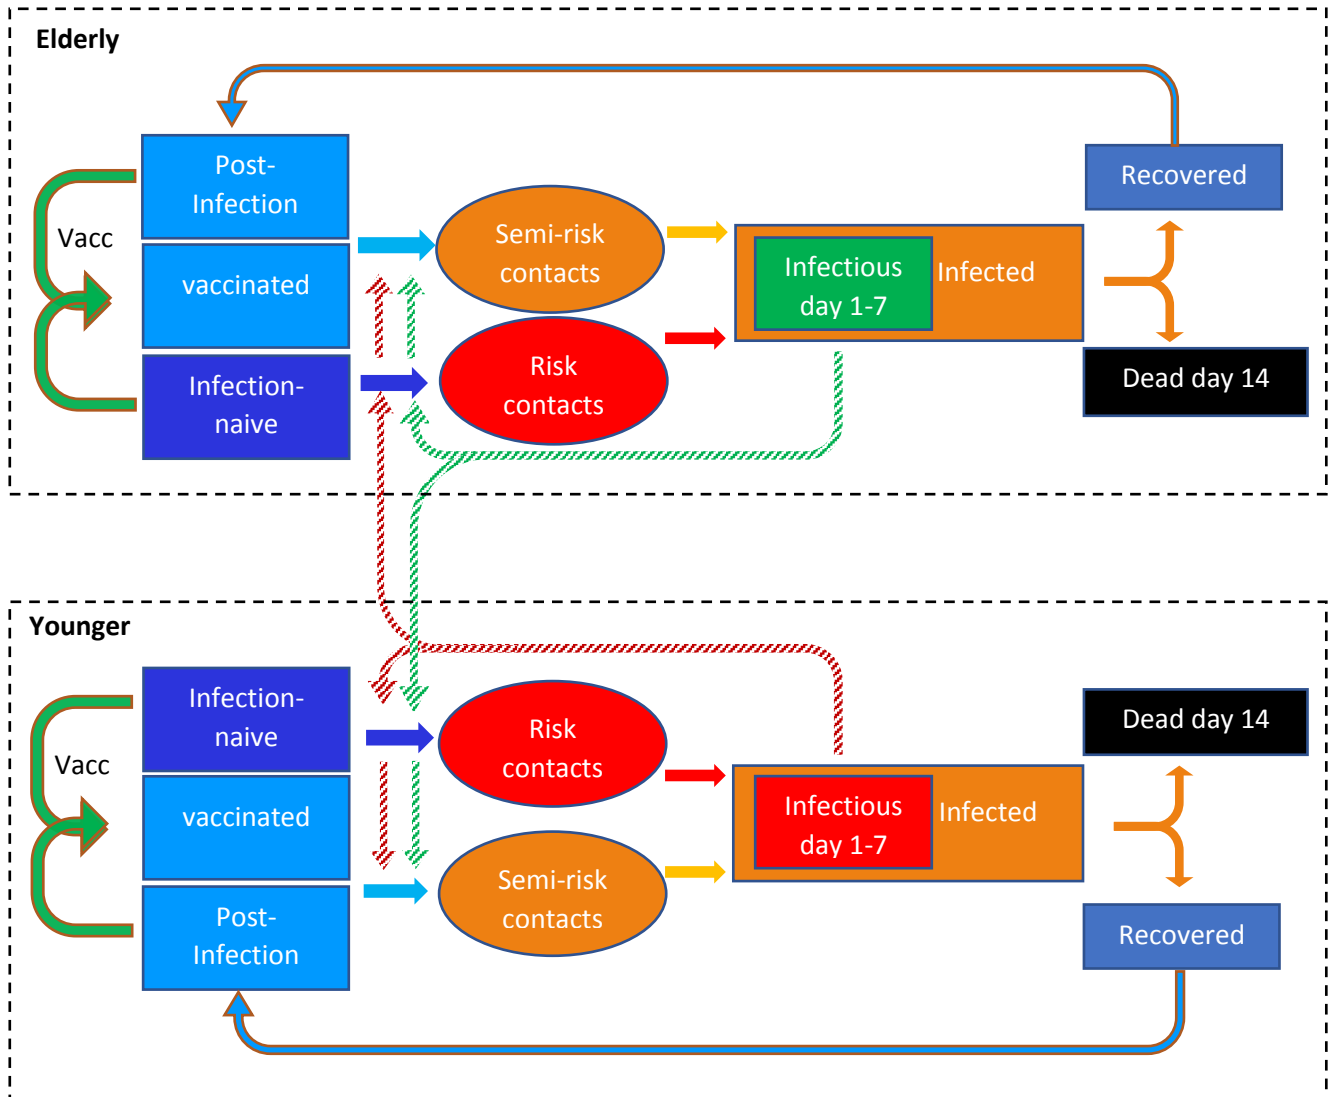 Elderly
Post-
Infection
Vacc
vaccinated
Infection-
naive
Semi-risk
contacts
Risk
contacts
Infectious
day 1-7
Infected
Recovered
Dead day 14
Younger
Infection-
naive
Vacc
vaccinated
Post-
Infection
Risk
contacts
Semi-risk
contacts
Infectious
day 1-7
Infected
Dead day 14
Recovered